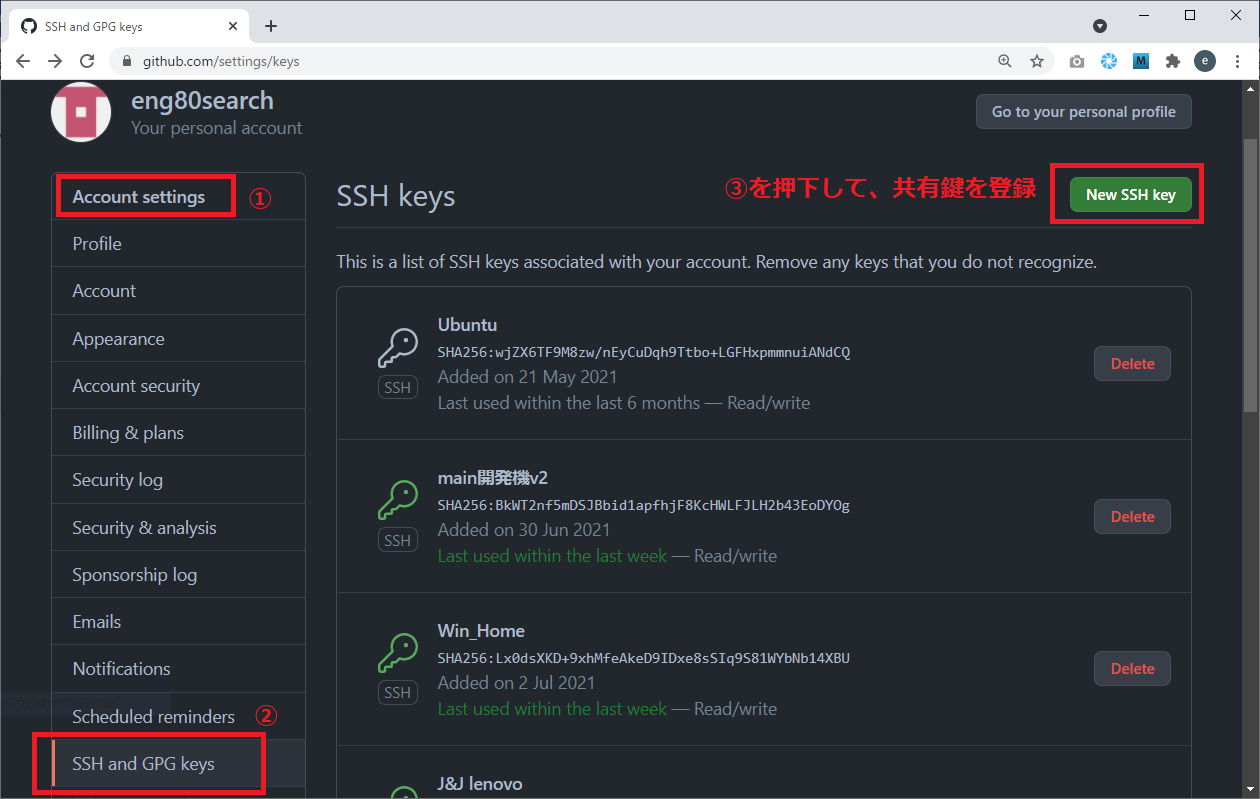 SSH and GPG keys
github.com/settings/keys
M
e
eng80search
Your personal account
Go to your personal profile
Account settings
①
Profile
Account
Appearance
Account security
Billing & plans
Security log
Security & analysis
Sponsorship log
Emails
Notifications
Scheduled reminders
②
SSH and GPG keys
SSH keys
③を押下して、共有鍵を登録
New SSH key
This is a list of SSH keys associated with your account. Remove any keys that you do not recognize.
Ubuntu
SHA256:wjZX6TF9M8zw/nEyCuDqh9Ttbo+LGFHxpmmnuiANdCQ
Added on 21 May 2021
Last used within the last 6 months — Read/write
SSH
Delete
main開発機v2
SHA256:BkWT2nf5mDSJBbid1apfhjF8KcHWLFJLH2b43EoDYOg
Added on 30 Jun 2021
Last used within the last week — Read/write
SSH
Delete
Win_Home
SHA256:Lx0dsXKD+9xhMfeAkeD9IDxe8sSIq9S81WYbNb14XBU
Added on 2 Jul 2021
Last used within the last week — Read/write
SSH
Delete
J&J lenovo